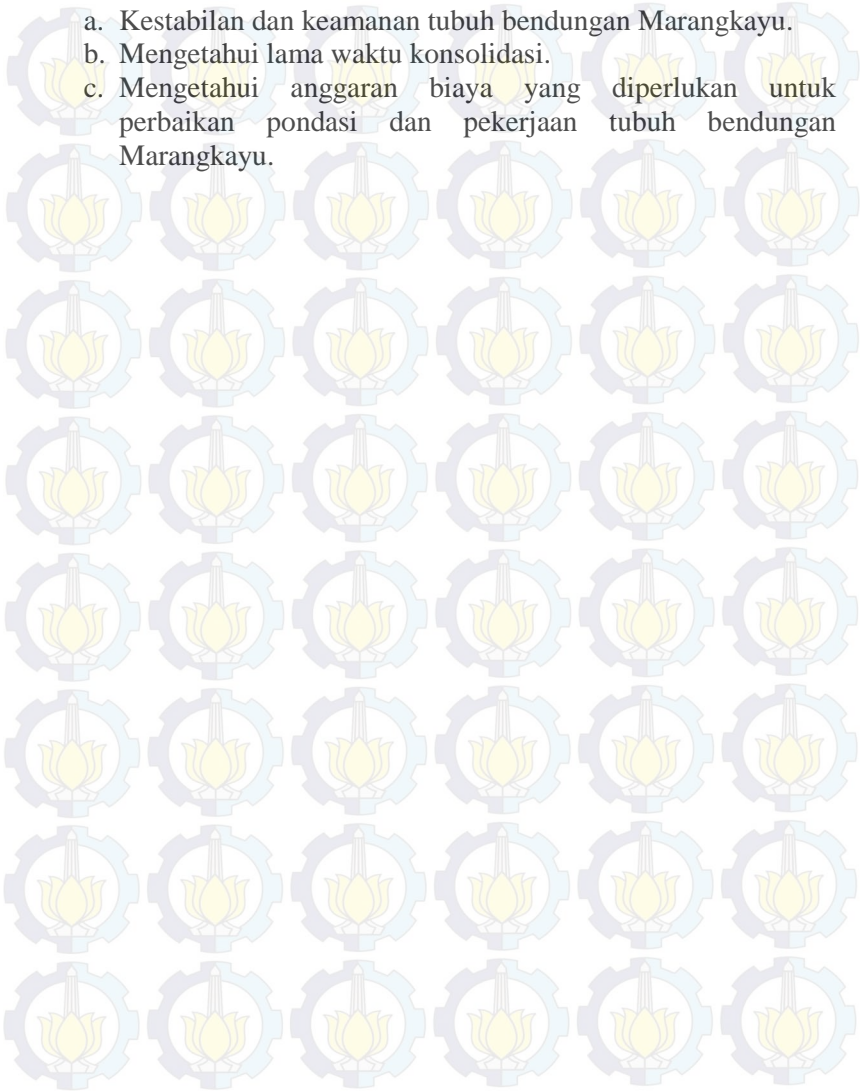 a. Kestabilan dan keamanan tubuh bendungan Marangkayu.
b. Mengetahui lama waktu konsolidasi.
c. Mengetahui anggaran biaya yang diperlukan untuk
perbaikan pondasi dan pekerjaan tubuh bendungan
Marangkayu.